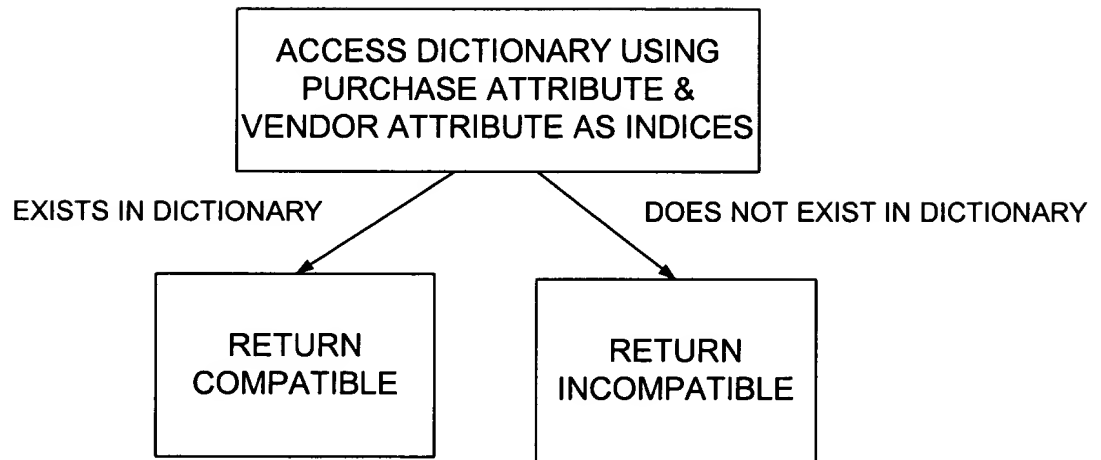 ACCESS DICTIONARY USING
PURCHASE ATTRIBUTE &
VENDOR ATTRIBUTE AS INDICES
EXISTS IN DICTIONARY
DOES NOT EXIST IN DICTIONARY
RETURN
COMPATIBLE
RETURN
INCOMPATIBLE